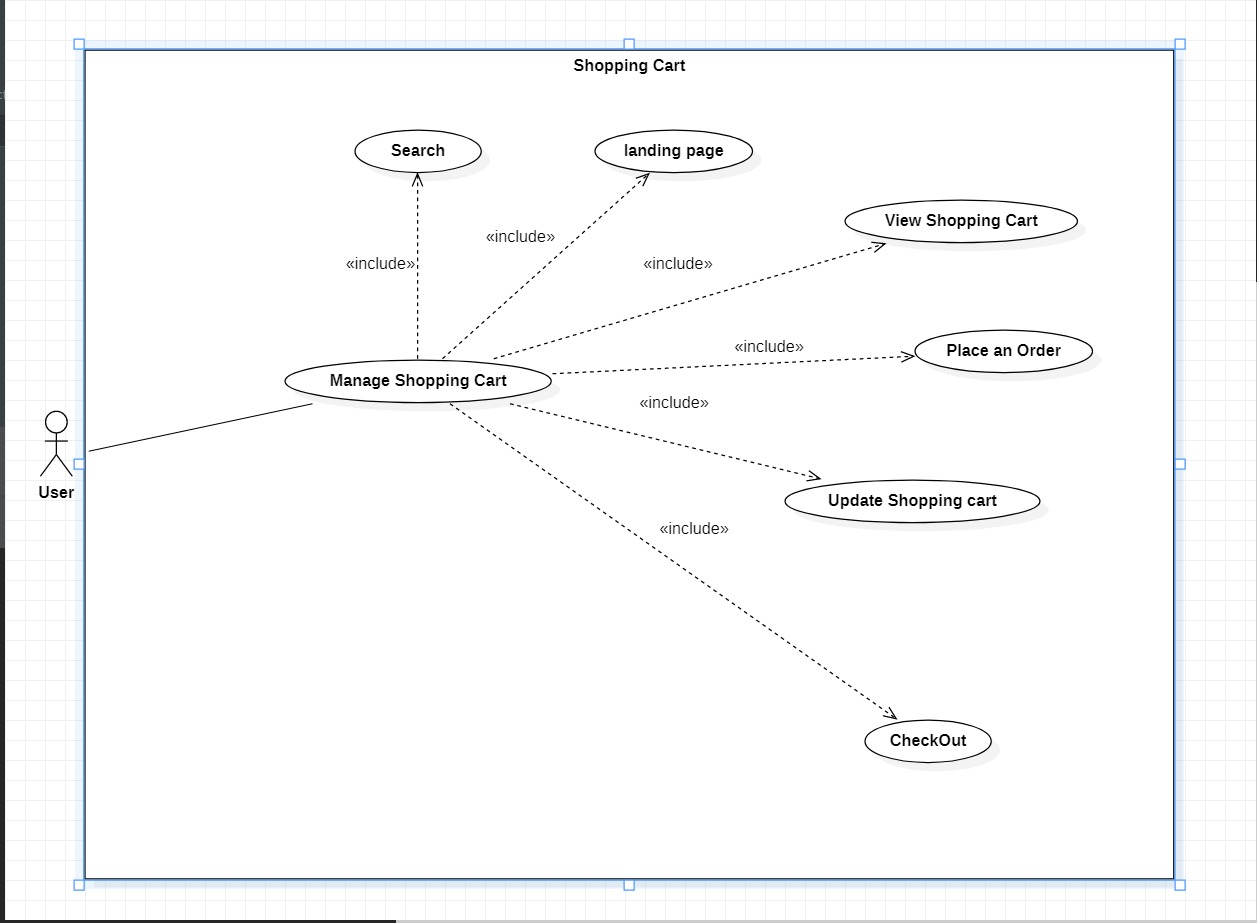 Shopping Cart
Search
landing page
View Shopping Cart
«include»
«include»
«include»
«include»
Place an Order
Manage Shopping Cart
«include»
User
Update Shopping cart
«include»
CheckOut